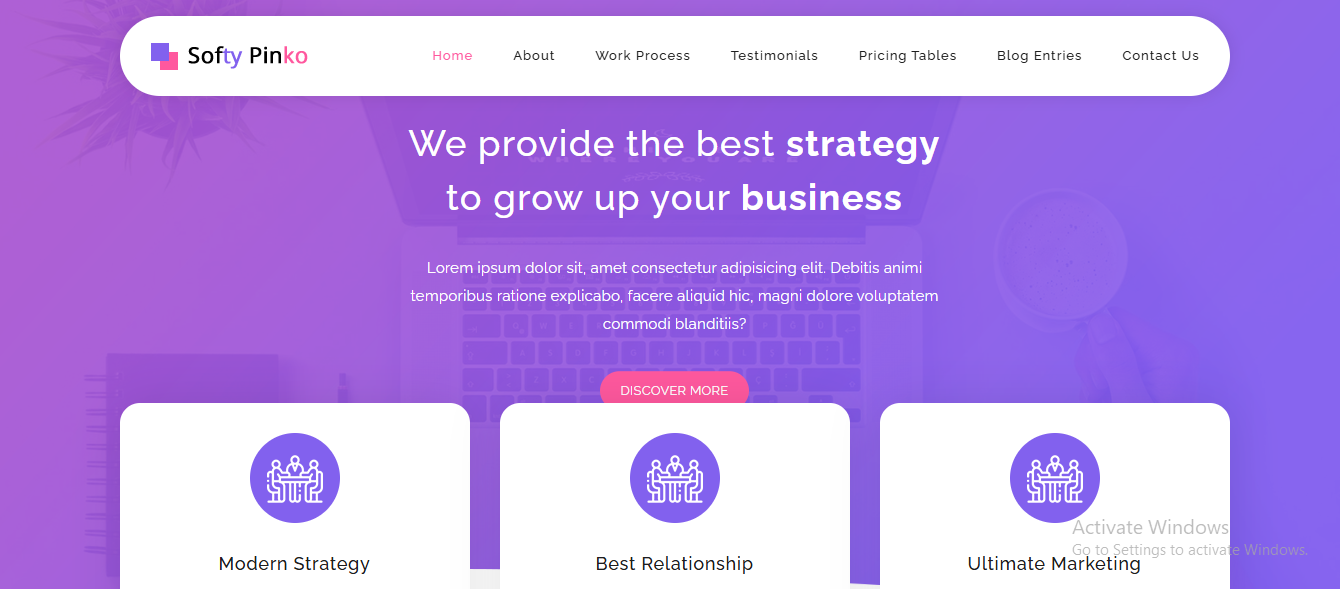 Softy Pinko
Home
About
Work Process
Testimonials
Pricing Tables
Blog Entries
Contact Us
We provide the best strategy
to grow up your business
Lorem ipsum dolor sit, amet consectetur adipisicing elit. Debitis animi
temporibus ratione explicabo, facere aliquid hic, magni dolore voluptatem
commodi blanditiis?
DISCOVER MORE
Modern Strategy
Best Relationship
Ultimate Marketing
Activate Windows
Go to Settings to activate Windows.